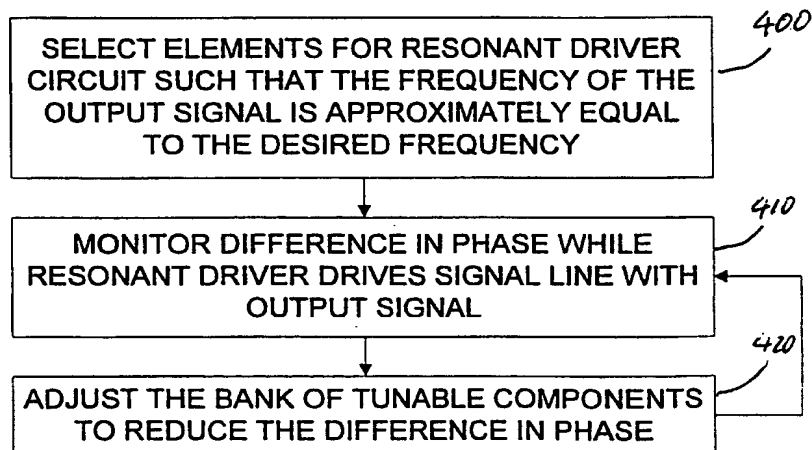 400
SELECT ELEMENTS FOR RESONANT DRIVER
CIRCUIT SUCH THAT THE FREQUENCY OF THE
OUTPUT SIGNAL IS APPROXIMATELY EQUAL
TO THE DESIRED FREQUENCY
410
MONITOR DIFFERENCE IN PHASE WHILE
RESONANT DRIVER DRIVES SIGNAL LINE WITH
OUTPUT SIGNAL
420
ADJUST THE BANK OF TUNABLE COMPONENTS
TO REDUCE THE DIFFERENCE IN PHASE